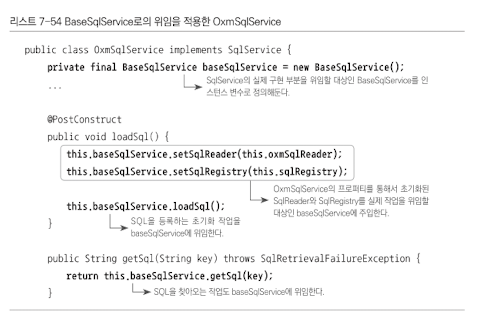 리스트 7-54 BaseSqlService로의 위임을 적용한 OxmSqlService
public class OxmSqlService implements SqlService {
private final BaseSqlService baseSqlService = new BaseSqlService();
SqlService의 실제 구현 부분을 위임할 대상인 BaseSqlService를 인
스턴스 변수로 정의해둔다.
...
@PostConstruct
public void loadSql() {
this.baseSqlService.setSqlReader(this.oxmSqlReader);
this.baseSqlService.setSqlRegistry(this.sqlRegistry);
OxmSqlService의 프로퍼티를 통해서 초기화된
SqlReader와 SqlRegistry를 실제 작업을 위임할
대상인 baseSqlService에 주입한다.
this.baseSqlService.loadSql();
SQL을 등록하는 초기화 작업을
baseSqlService에 위임한다.
}
public String getSql(String key) throws SqlRetrievalFailureException {
return this.baseSqlService.getSql(key);
SQL을 찾아오는 작업도 baseSqlService에 위임한다.
}